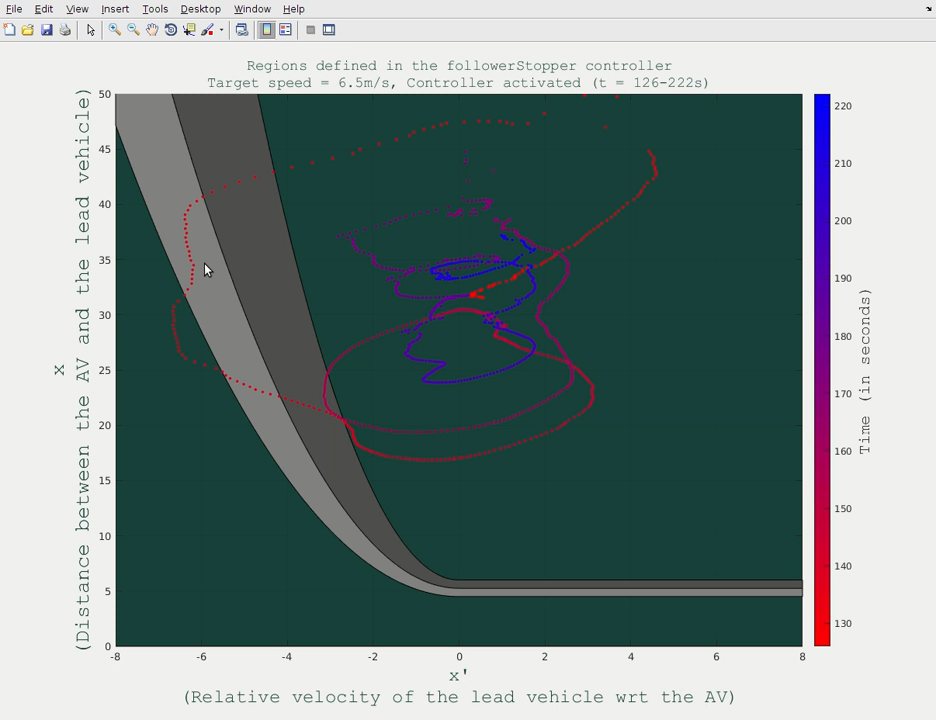 File Edit View Insert Tools Desktop Window Help
Regions defined in the followerStopper controller
Target speed = 6.5m/s, Controller activated (t = 126-222s)
50
45
40
35
30
25
20
15
10
5
0
x
(Distance between the AV and the lead vehicle)
-8 -6 -4 -2 0 2 4 6 8
x'
(Relative velocity of the lead vehicle wrt the AV)
220
210
200
190
180
170
160
150
140
130
Time (in seconds)